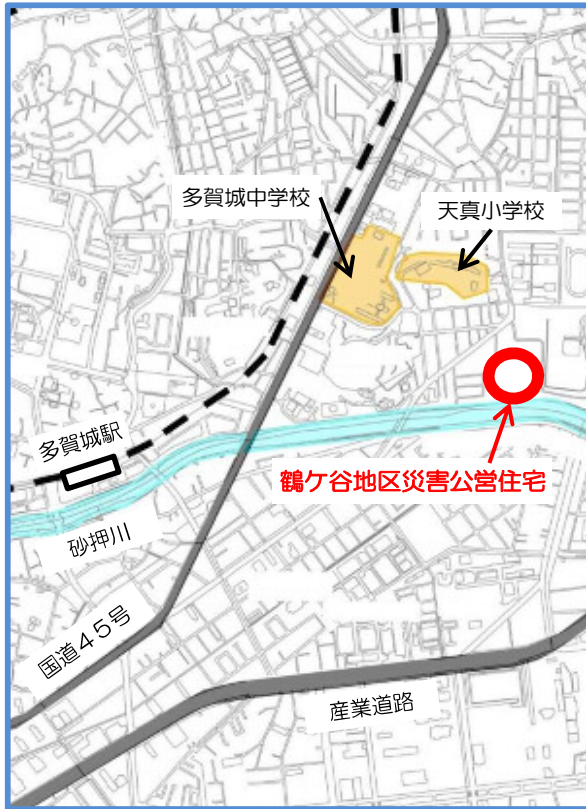 多賀城中学校
天真小学校
多賀城駅
鶴ケ谷地区災害公営住宅
砂押川
国道４５号
産業道路